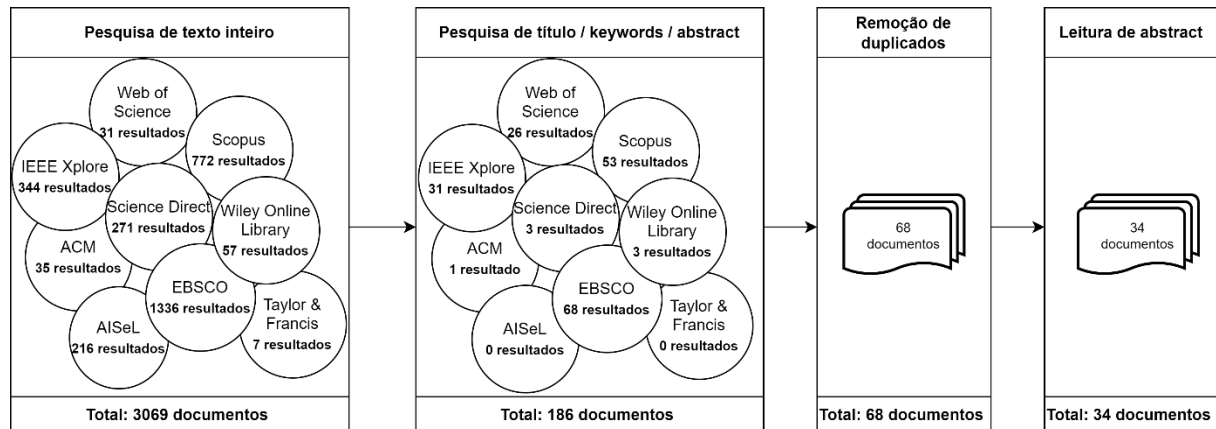 Pesquisa de texto inteiro
Web of
Science
31 resultados
Scopus
772 resultados
IEEE Xplore
344 resultados
Science Direct
271 resultados
Wiley Online
Library
57 resultados
ACM
35 resultados
EBSCO
1336 resultados
Taylor &
Francis
7 resultados
AISeL
216 resultados
Total: 3069 documentos
Pesquisa de título / keywords / abstract
Web of
Science
26 resultados
Scopus
53 resultados
IEEE Xplore
31 resultados
Science Direct
3 resultados
Wiley Online
Library
3 resultados
ACM
1 resultado
EBSCO
68 resultados
Taylor &
Francis
0 resultados
AISeL
0 resultados
Total: 186 documentos
Remoção de
duplicados
68
documentos
Total: 68 documentos
Leitura de abstract
34
documentos
Total: 34 documentos